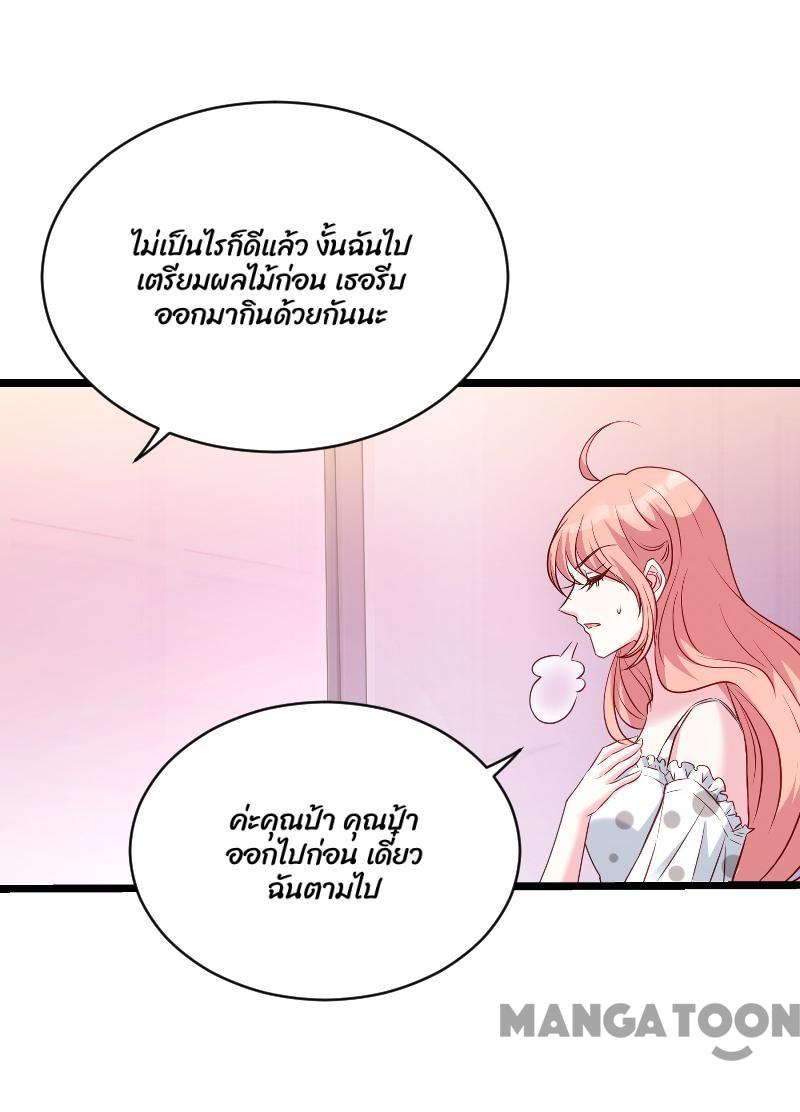 ไม่เป็นไรก็ดีแล้ว งั้นฉันไป
เตรียมผลไม้ก่อน เธอรีบ
ออกมากินด้วยกันนะ
ค่ะคุณป้า คุณป้า
ออกไปก่อน เดี๋ยว
ฉันตามไป
MANGATOON